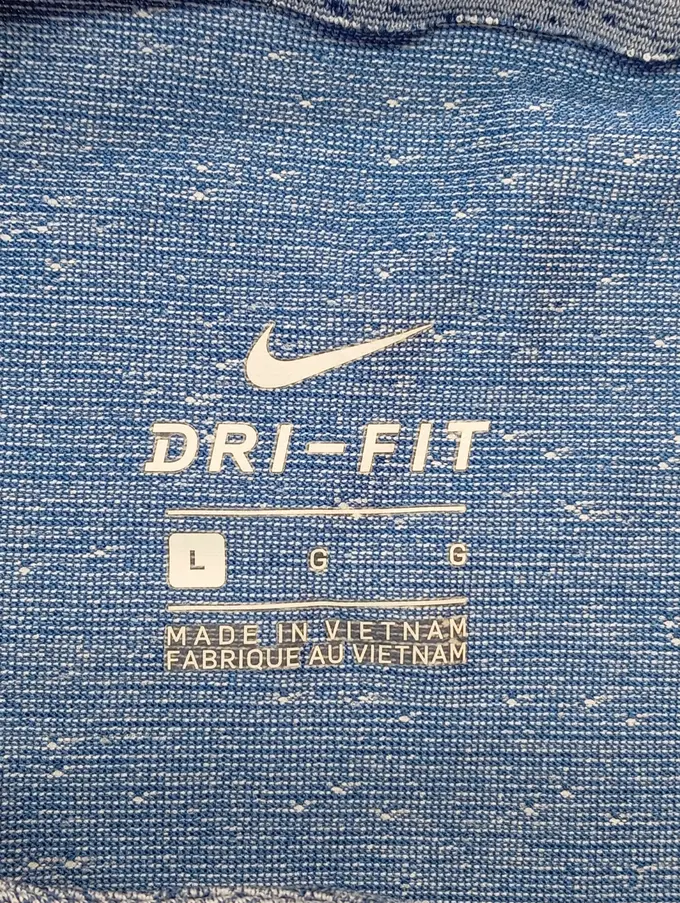 DRI-FIT
L G G
MADE IN VIETNAM
FABRIQUE AU VIETNAM